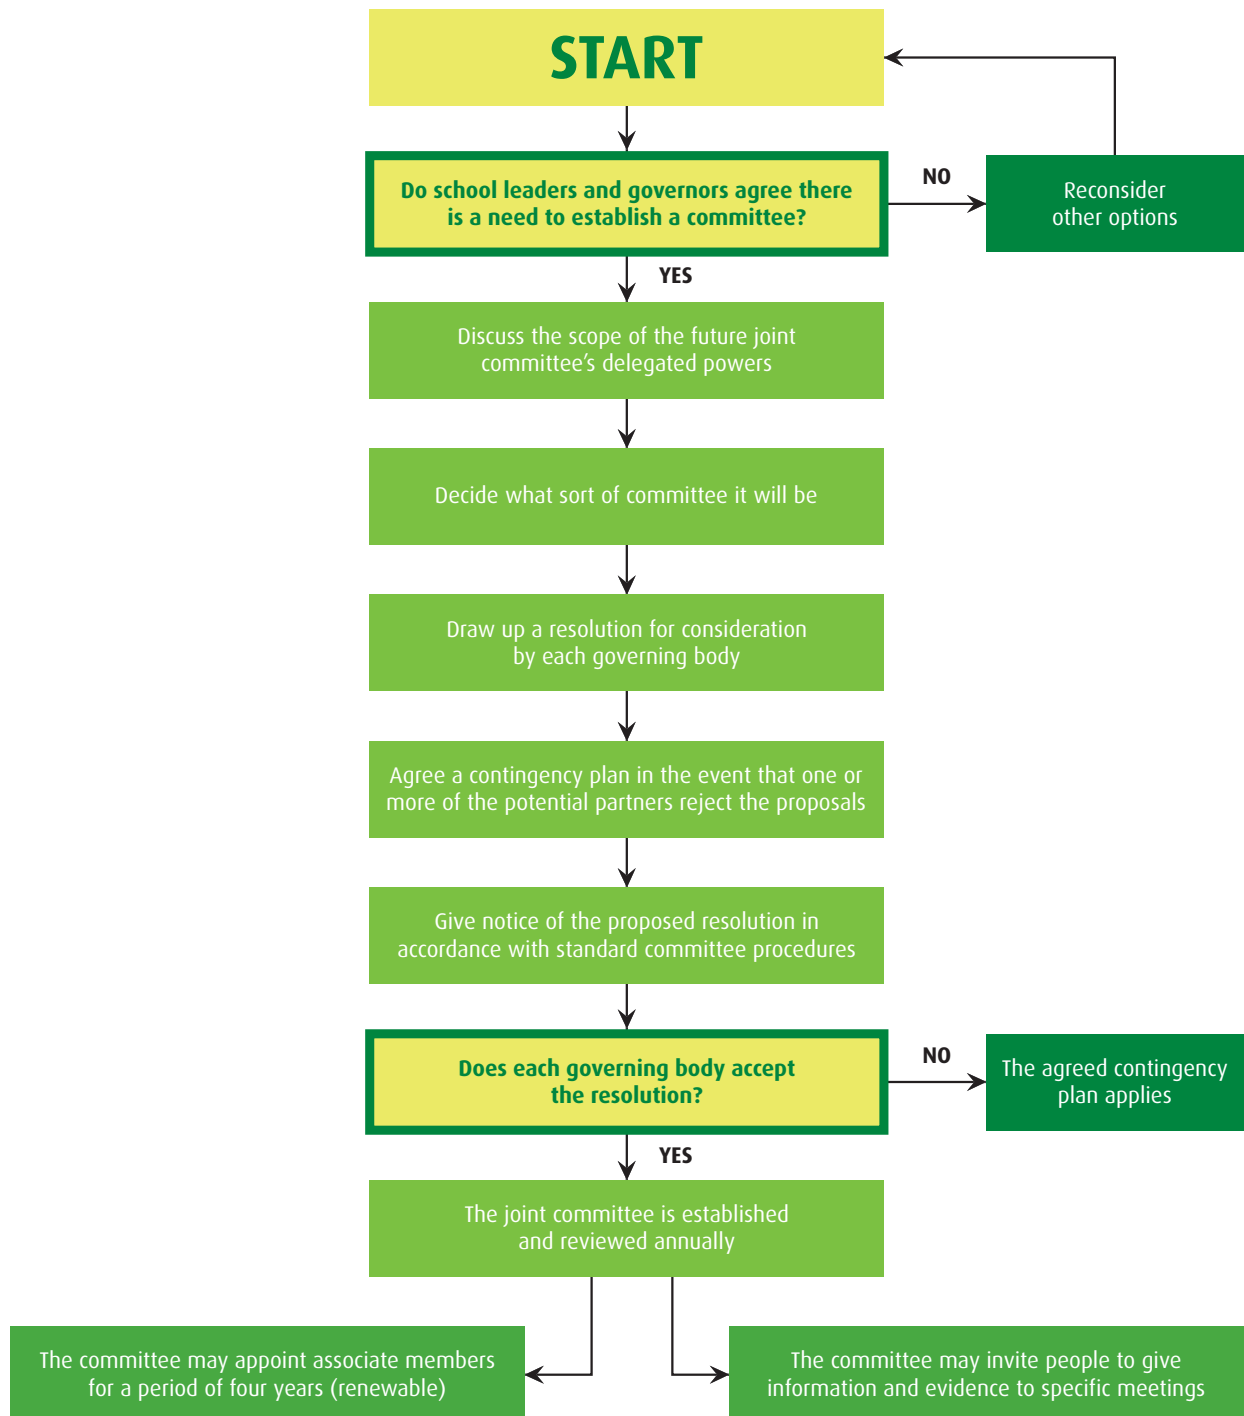 START
Do school leaders and governors agree there
is a need to establish a committee?
NO
Reconsider
other options
YES
Discuss the scope of the future joint
committee’s delegated powers
Decide what sort of committee it will be
Draw up a resolution for consideration
by each governing body
Agree a contingency plan in the event that one or
more of the potential partners reject the proposals
Give notice of the proposed resolution in
accordance with standard committee procedures
Does each governing body accept
the resolution?
NO
The agreed contingency
plan applies
YES
The joint committee is established
and reviewed annually
The committee may appoint associate members
for a period of four years (renewable)
The committee may invite people to give
information and evidence to specific meetings